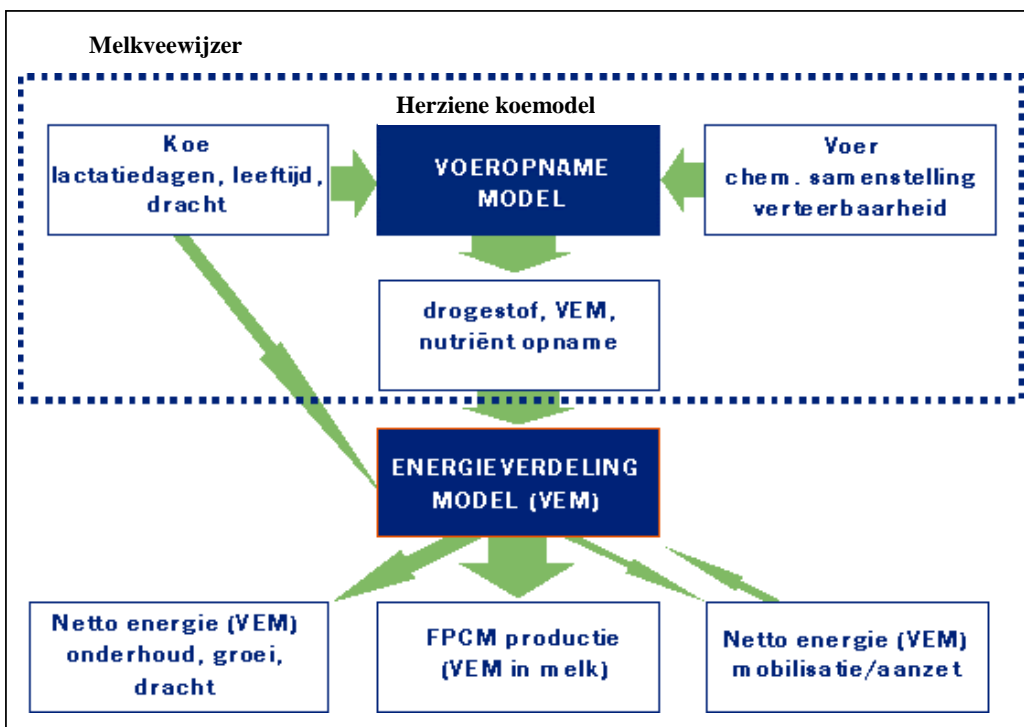 Melkveewijzer
Herziene koemodel
Koe
lactatiedagen, leeftijd,
dracht
VOEROPNAME
MODEL
Voer
chem. samenstelling
verteerbaarheid
drogestof, VEM,
nutriënt opname
ENERGIEVERDELING
MODEL (VEM)
Netto energie (VEM)
onderhoud, groei,
dracht
FPCM productie
(VEM in melk)
Netto energie (VEM)
mobilisatie/aanzet